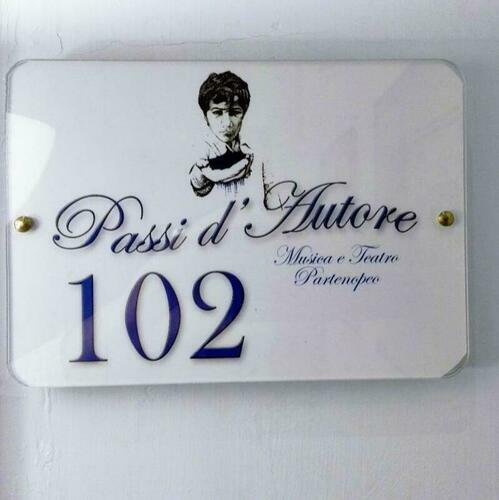 Passi d'Autore
Musica e Teatro
Partenopeo
102